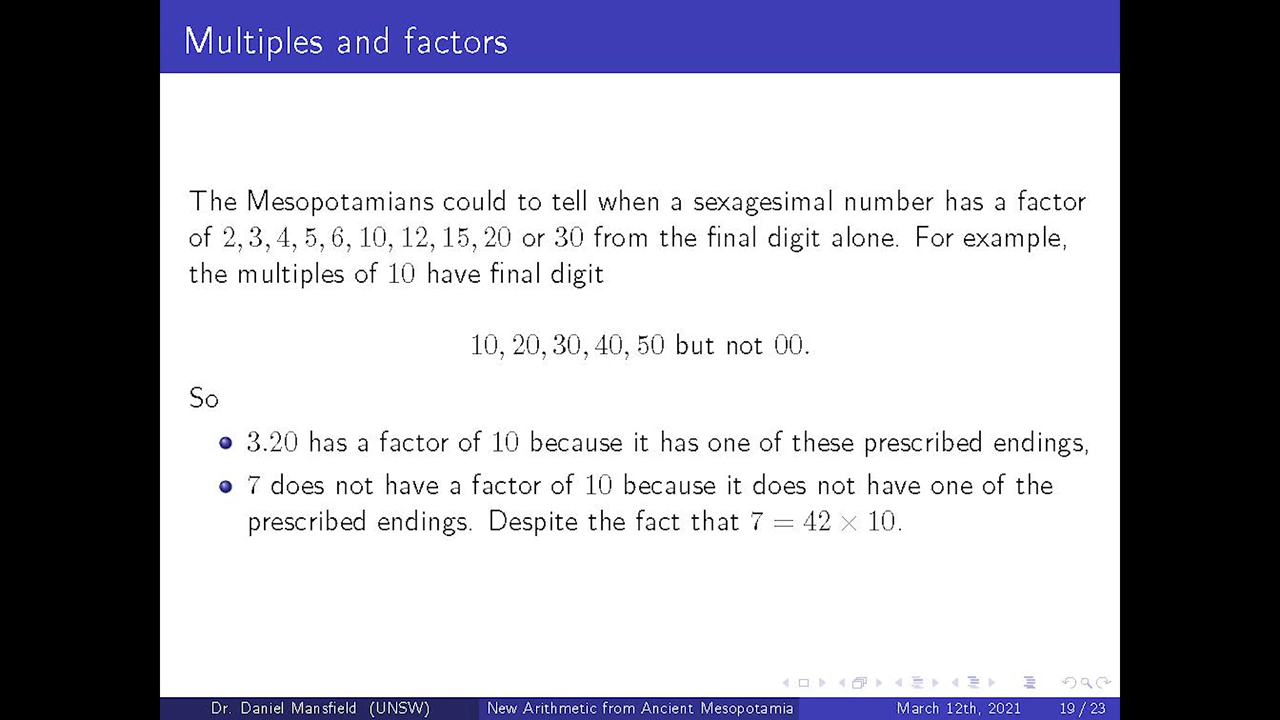 Multiples and factors
The Mesopotamians could to tell when a sexagesimal number has a factor
of 2, 3, 4, 5, 6, 10, 12, 15, 20 or 30 from the final digit alone. For example,
the multiples of 10 have final digit
10, 20, 30, 40, 50 but not 00.
So
3.20 has a factor of 10 because it has one of these prescribed endings,
7 does not have a factor of 10 because it does not have one of the
prescribed endings. Despite the fact that 7 = 42 × 10.
Dr. Daniel Mansfield (UNSW) New Arithmetic from Ancient Mesopotamia March 12th, 2021 19 / 23